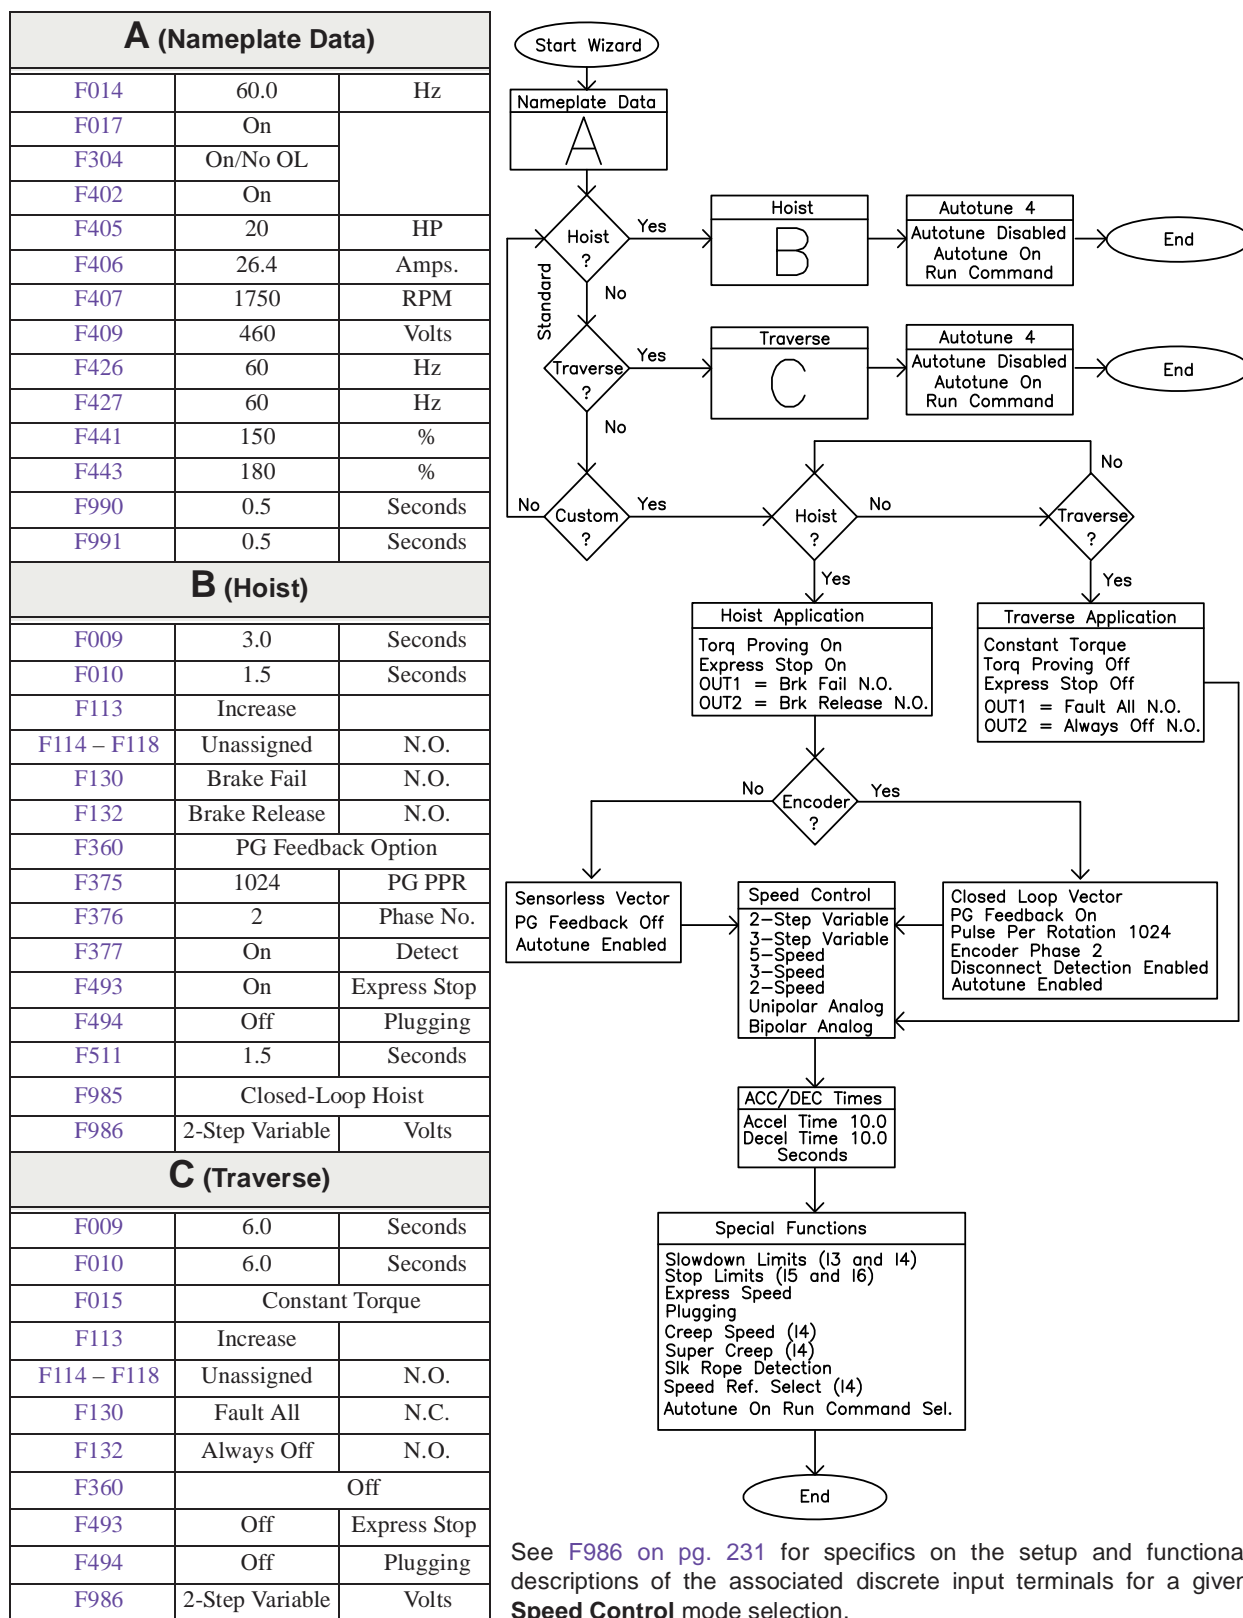 A (Nameplate Data)
F014 60.0 Hz
F017 On
F304 On/No OL
F402 On
F405 20 HP
F406 26.4 Amps.
F407 1750 RPM
F409 460 Volts
F426 60 Hz
F427 60 Hz
F441 150 %
F443 180 %
F990 0.5 Seconds
F991 0.5 Seconds
B (Hoist)
F009 3.0 Seconds
F010 1.5 Seconds
F113 Increase
F114 – F118 Unassigned N.O.
F130 Brake Fail N.O.
F132 Brake Release N.O.
F360 PG Feedback Option
F375 1024 PG PPR
F376 2 Phase No.
F377 On Detect
F493 On Express Stop
F494 Off Plugging
F511 1.5 Seconds
F985 Closed-Loop Hoist
F986 2-Step Variable Volts
C (Traverse)
F009 6.0 Seconds
F010 6.0 Seconds
F015 Constant Torque
F113 Increase
F114 – F118 Unassigned N.O.
F130 Fault All N.C.
F132 Always Off N.O.
F360 Off
F493 Off Express Stop
F494 Off Plugging
F986 2-Step Variable Volts
Start Wizard
Nameplate Data
A
Hoist
?
Yes
No
Standard
Hoist
B
Autotune 4
Autotune Disabled
Autotune On
Run Command
End
Traverse
?
Yes
No
Traverse
C
Autotune 4
Autotune Disabled
Autotune On
Run Command
End
No
Custom
?
Yes
Hoist
?
No
Yes
Traverse
?
No
Yes
Hoist Application
Torq Proving On
Express Stop On
OUT1 = Brk Fail N.O.
OUT2 = Brk Release N.O.
Traverse Application
Constant Torque
Torq Proving Off
Express Stop Off
OUT1 = Fault All N.O.
OUT2 = Always Off N.O.
No
Encoder
?
Yes
Sensorless Vector
PG Feedback Off
Autotune Enabled
Speed Control
2-Step Variable
3-Step Variable
5-Speed
3-Speed
2-Speed
Unipolar Analog
Bipolar Analog
Closed Loop Vector
PG Feedback On
Pulse Per Rotation 1024
Encoder Phase 2
Disconnect Detection Enabled
Autotune Enabled
ACC/DEC Times
Accel Time 10.0
Decel Time 10.0
Seconds
Special Functions
Slowdown Limits (I3 and I4)
Stop Limits (I5 and I6)
Express Speed
Plugging
Creep Speed (I4)
Super Creep (I4)
Slk Rope Detection
Speed Ref. Select (I4)
Autotune On Run Command Sel.
End
See F986 on pg. 231 for specifics on the setup and functiona
descriptions of the associated discrete input terminals for a giver
Speed Control mode selection.